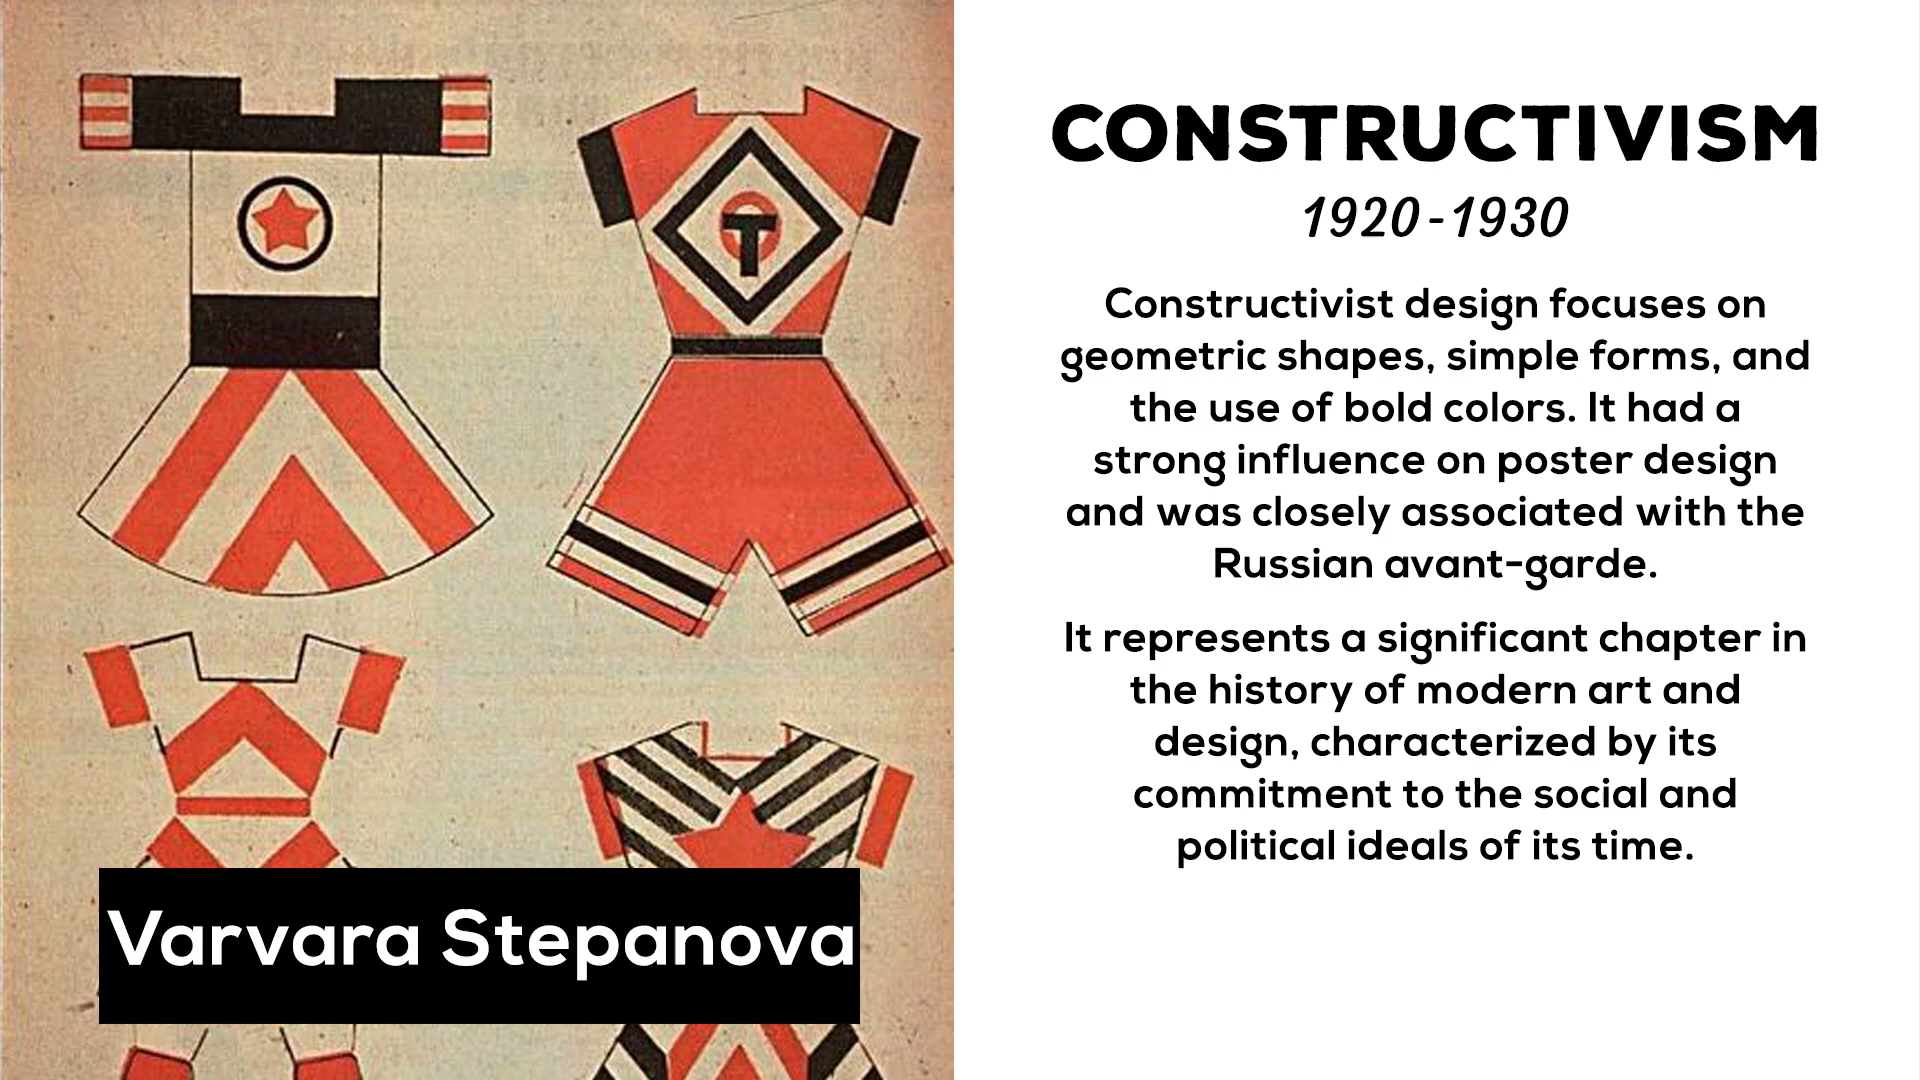 T
Varvara Stepanova
CONSTRUCTIVISM
1920-1930
Constructivist design focuses on
geometric shapes, simple forms, and
the use of bold colors. It had a
strong influence on poster design
and was closely associated with the
Russian avant-garde.
It represents a significant chapter in
the history of modern art and
design, characterized by its
commitment to the social and
political ideals of its time.